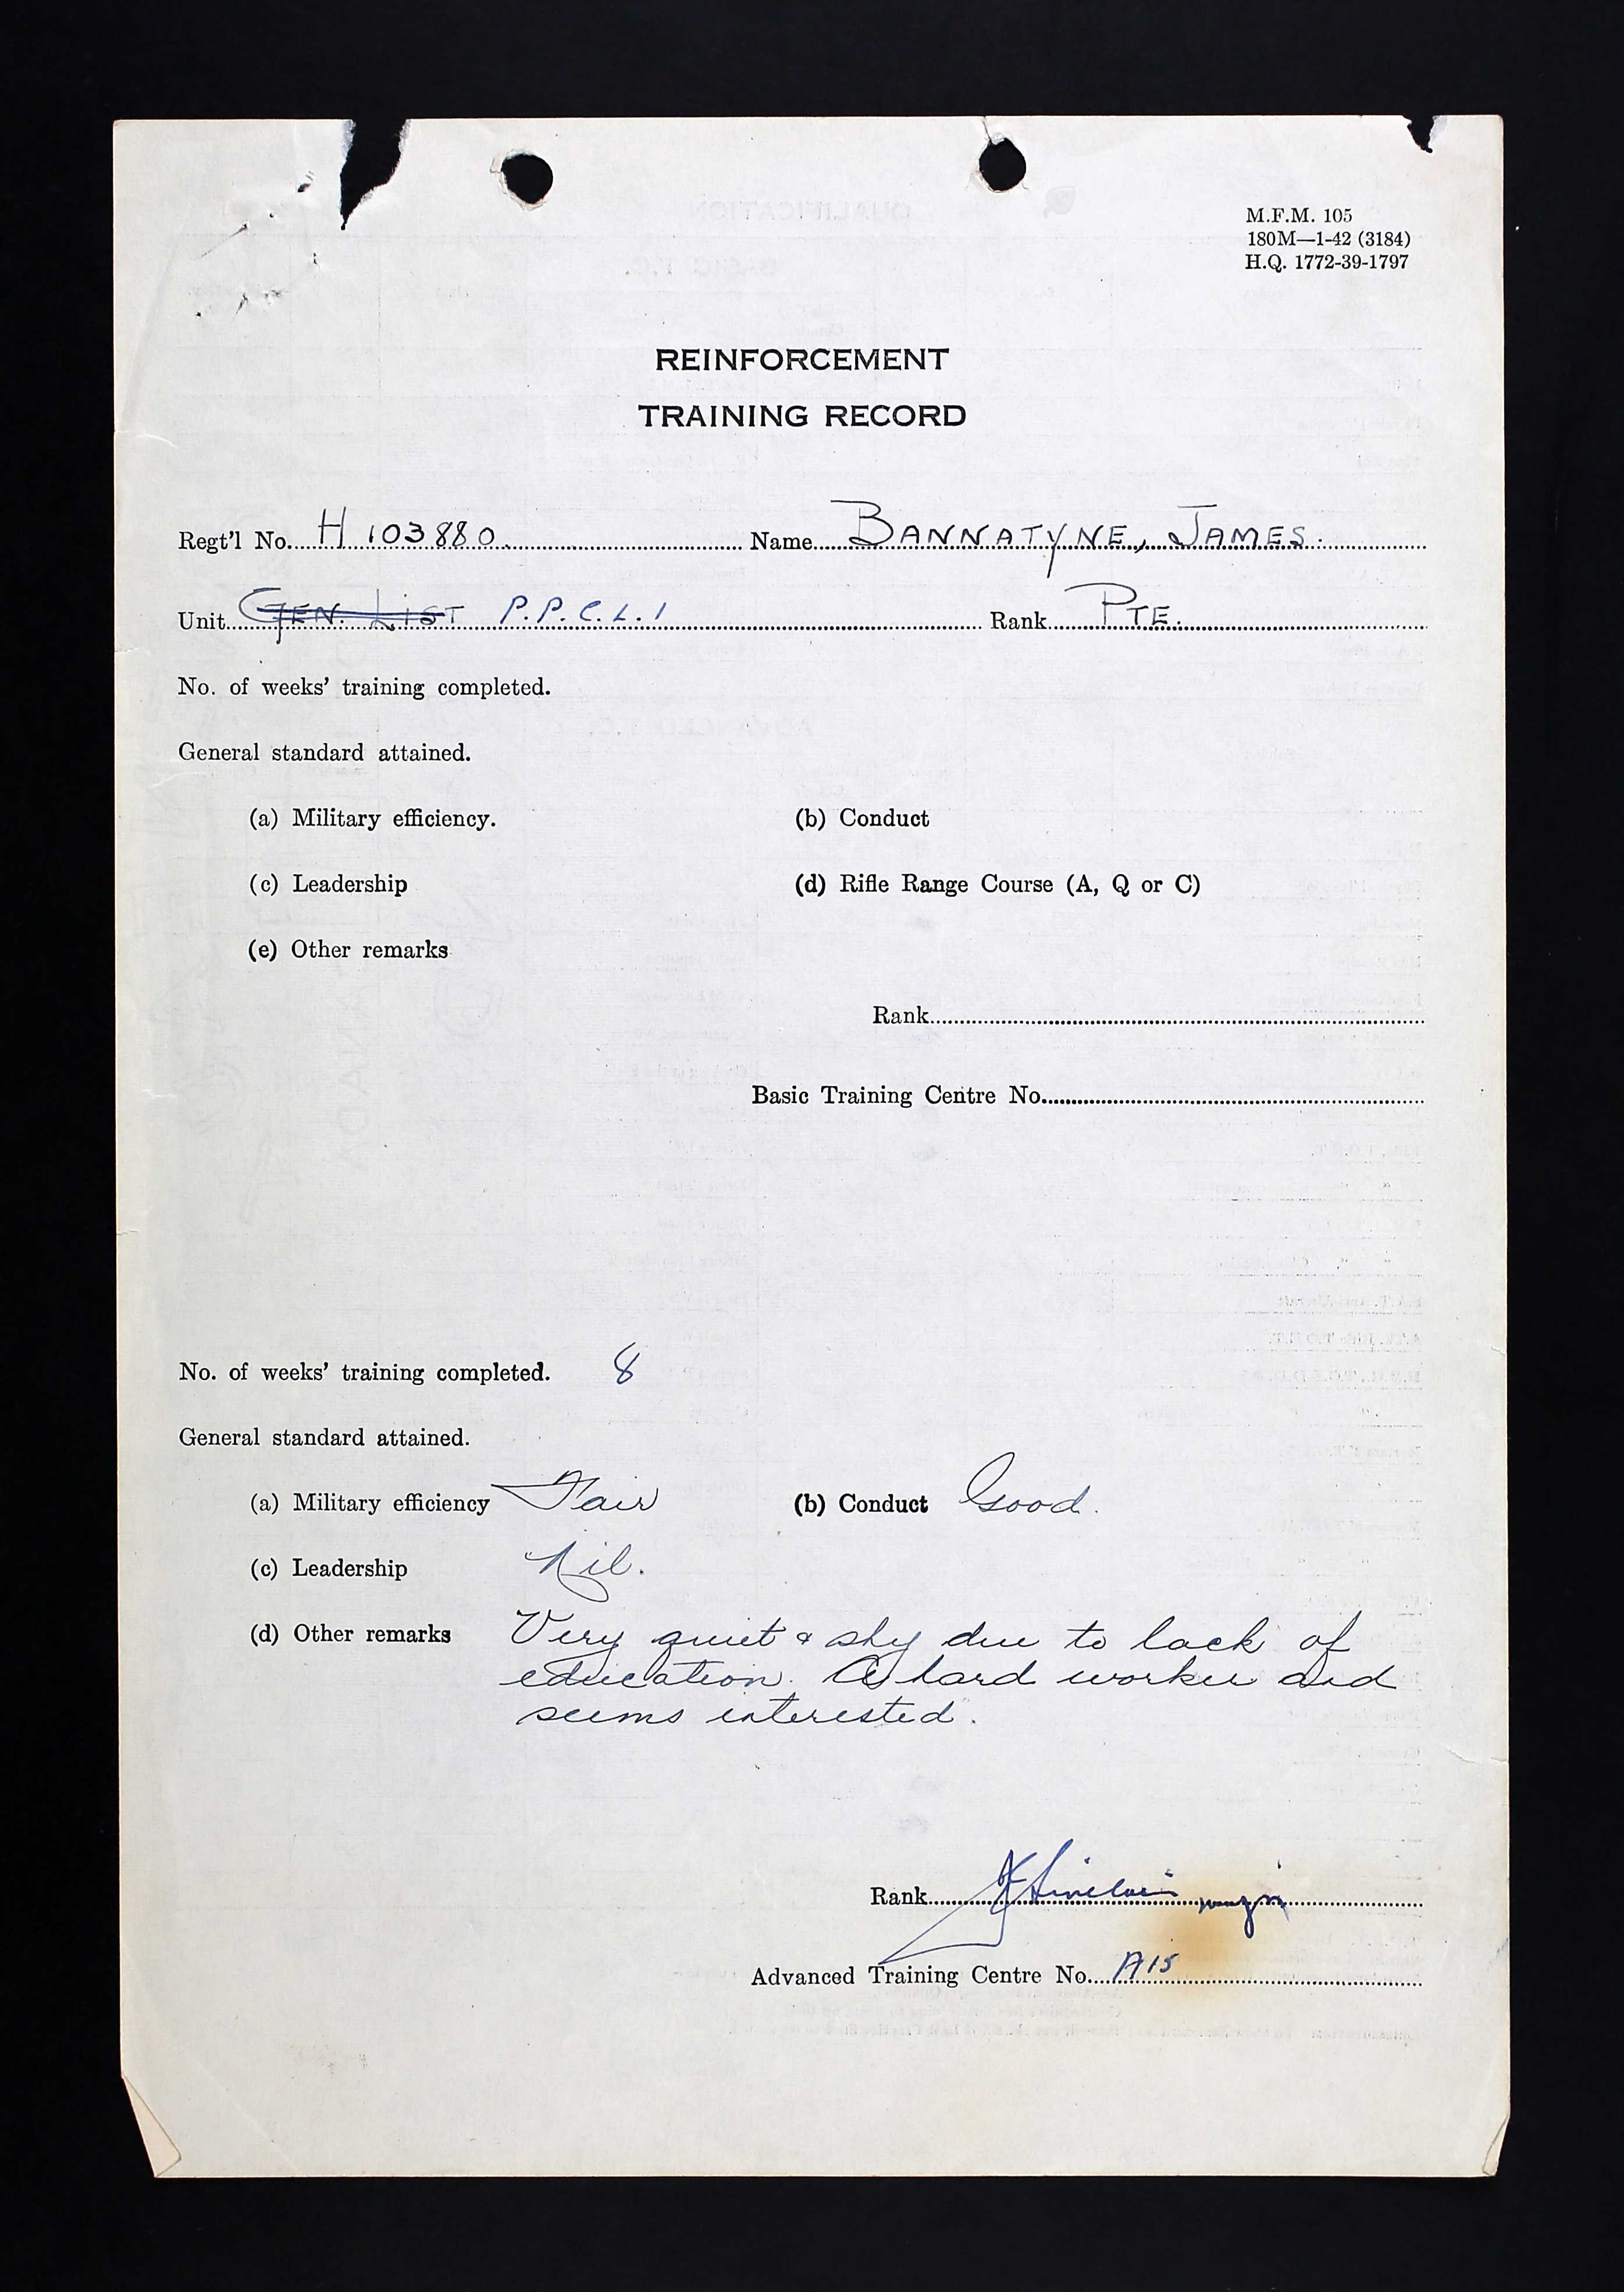 M.F.M. 105
180M—1-42 (3184)
H.Q. 1772-39-1797
REINFORCEMENT
TRAINING RECORD
Regt'l No. H 103880. Name BANNATYNE, JAMES.
Unit GEN. LIST P.P.C.L.I Rank PTE.
No. of weeks' training completed.
General standard attained.
(a) Military efficiency. (b) Conduct
(c) Leadership (d) Rifle Range Course (A, Q or C)
(e) Other remarks
Rank
Basic Training Centre No.
No. of weeks' training completed. 8
General standard attained.
(a) Military efficiency Fair (b) Conduct Good.
(c) Leadership Nil.
(d) Other remarks Very quiet & shy due to lack of
education. A hard worker and
seems interested.
Rank Sinclair
Advanced Training Centre No. A15